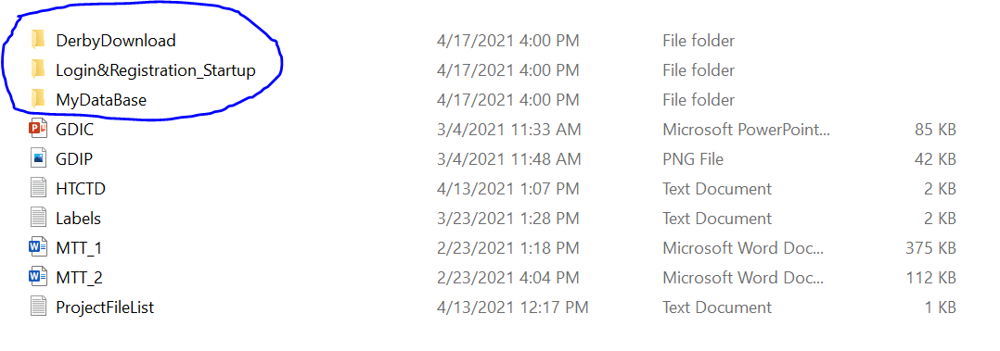 DerbyDownload 4/17/2021 4:00 PM File folder
Login&Registration_Startup 4/17/2021 4:00 PM File folder
MyDataBase 4/17/2021 4:00 PM File folder
GDIC 3/4/2021 11:33 AM Microsoft PowerPoint... 85 KB
GDIP 3/4/2021 11:48 AM PNG File 42 KB
HTCTD 4/13/2021 1:07 PM Text Document 2 KB
Labels 3/23/2021 1:28 PM Text Document 2 KB
MTT_1 2/23/2021 1:18 PM Microsoft Word Doc... 375 KB
MTT_2 2/23/2021 4:04 PM Microsoft Word Doc... 112 KB
ProjectFileList 4/13/2021 12:17 PM Text Document 1 KB